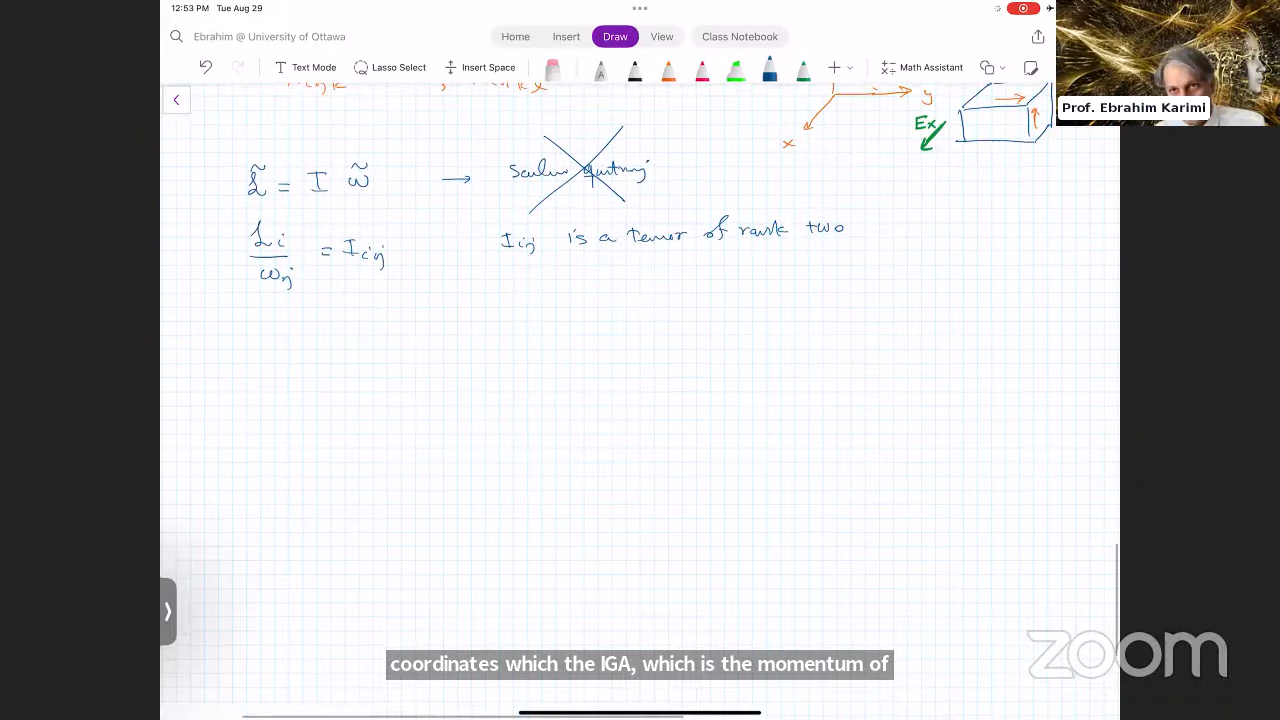 12:53 PM Tue Aug 29
Ebrahim @ University of Ottawa
Home Insert Draw View Class Notebook
Text Mode Lasso Select Insert Space Math Assistant
Prof. Ebrahim Karimi
y
Ex
x
L̃ = I ω̃ →
Li / ωj = Iij
Iij is a tensor of rank two
coordinates which the IGA, which is the momentum of
zoom